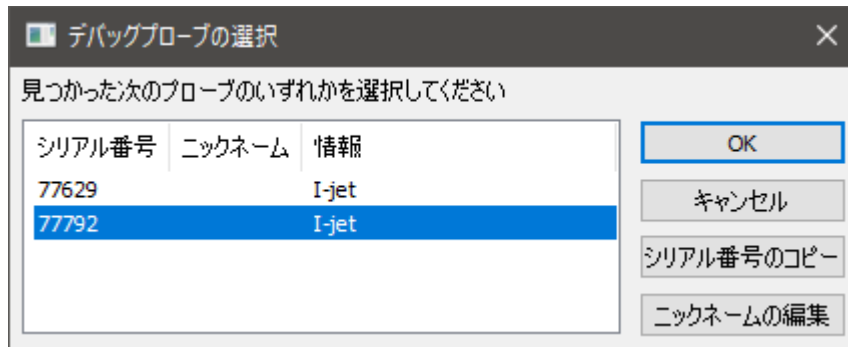 デバッグプローブの選択
見つかった次のプローブのいずれかを選択してください
シリアル番号 ニックネーム 情報
77629 I-jet
77792 I-jet
OK
キャンセル
シリアル番号のコピー
ニックネームの編集